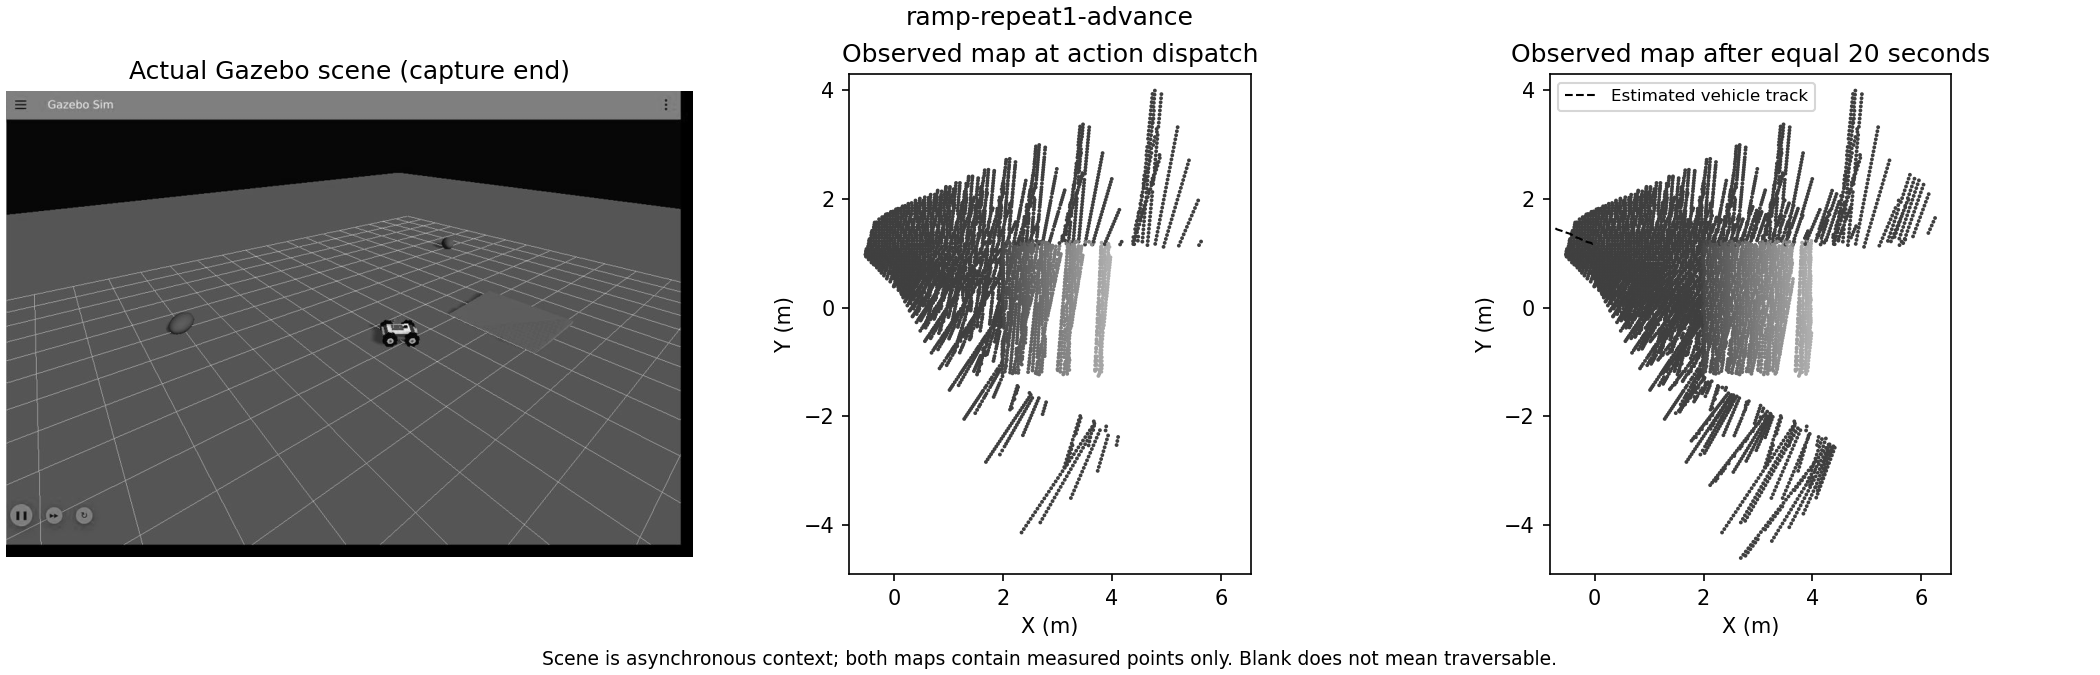 ramp-repeat1-advance
Actual Gazebo scene (capture end)
Gazebo Sim
Observed map at action dispatch
4
2
0
−2
−4
Y (m)
0
2
4
6
X (m)
Observed map after equal 20 seconds
Estimated vehicle track
4
2
0
−2
−4
Y (m)
0
2
4
6
X (m)
Scene is asynchronous context; both maps contain measured points only. Blank does not mean traversable.